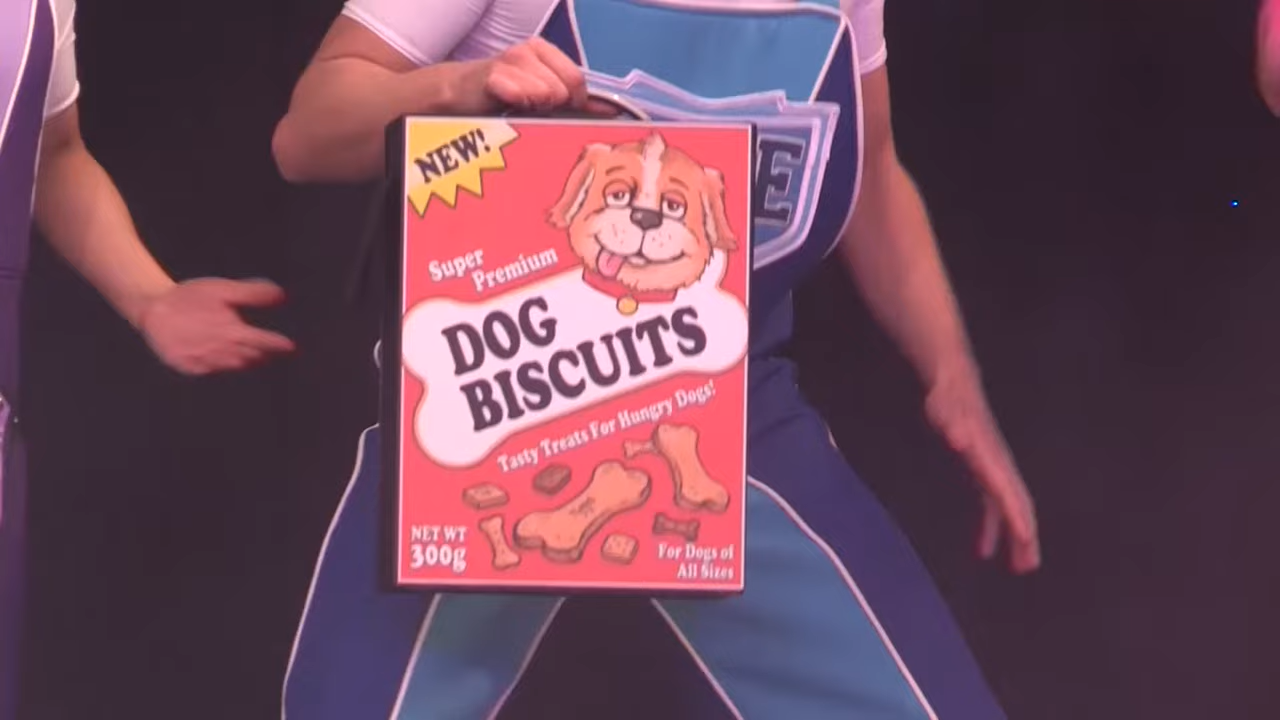 NEW!
Super
Premium
DOG
BISCUITS
Tasty Treats For Hungry Dogs!
NET WT
300g
For Dogs of
All Sizes
E